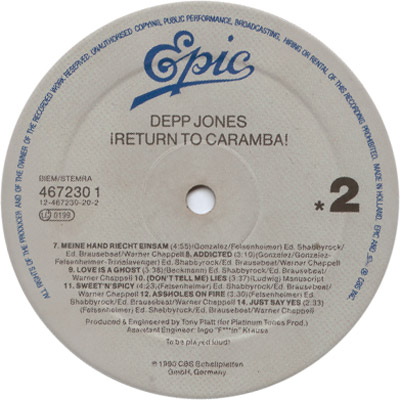 ALL RIGHTS OF THE PRODUCER AND OF THE OWNER OF THE RECORDED WORK RESERVED. UNAUTHORISED COPYING, PUBLIC PERFORMANCE, BROADCASTING, HIRING OR RENTAL OF THIS RECORDING PROHIBITED. MADE IN HOLLAND.
Epic
DEPP JONES
¡RETURN TO CARAMBA!
BIEM/STEMRA
467230 1
12-467230-20-2
LC 0199
*2
7. MEINE HAND RIECHT EINSAM (4:55)(Gonzalez/Felsenheimer) Ed. Shabbyrock/
Ed. Brausebeat/Warner Chappell 8. ADDICTED (3:10)(Gonzalez/Gonzalez-
Felsenheimer-Trinelavenger) Ed. Shabbyrock/Ed. Brausebeat/Warner Chappell
9. LOVE IS A GHOST (3:38)(Beckmann) Ed. Shabbyrock/Ed. Brausebeat/
Warner Chappell 10. (DON'T TELL ME) LIES (3:37)(Ludwig) Manuscript
11. SWEET'N'SPICY (4:23)(Felsenheimer) Ed. Shabbyrock/Ed. Brausebeat/
Warner Chappell 12. ASSHOLES ON FIRE (3:30)(Felsenheimer) Ed.
Shabbyrock/Ed. Brausebeat/Warner Chappell 14. JUST SAY YES (2:33)
(Felsenheimer) Ed. Shabbyrock/Ed. Brausebeat/Warner Chappell
Produced & Engineered by Tony Platt (for Platinum Tones Prod.)
Assistant Engineer: Ingo "F***in" Krauss
To be played loud!
℗ 1990 CBS Schallplatten
GmbH, Germany